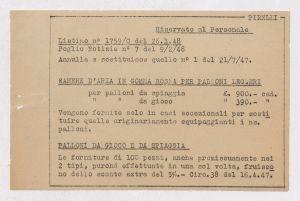 PIRELLI
Riservato al Personale
Listino n° 1759/C del 26.1.48
Foglio Notizie n° 7 del 9/2/48
Annulla e sostituisce quello n° 1 del 21/7/47.
CAMERE D'ARIA IN GOMMA ROSSA PER PALLONI LEGGERI
per palloni da spiaggia £. 900.- cad.
" " da gioco " 390.- "
Vengono fornite solo in casi eccezionali per costi
tuire quelle originariamente equipaggianti i ns.
palloni.
PALLONI DA GIOCO E DA SPIAGGIA
Le forniture di 100 pezzi, anche promiscuamente nei
2 tipi, purché effettuate in una sol volta, fruisco
no dello sconto extra del 5%.- Circ.38 del 16.4.47.